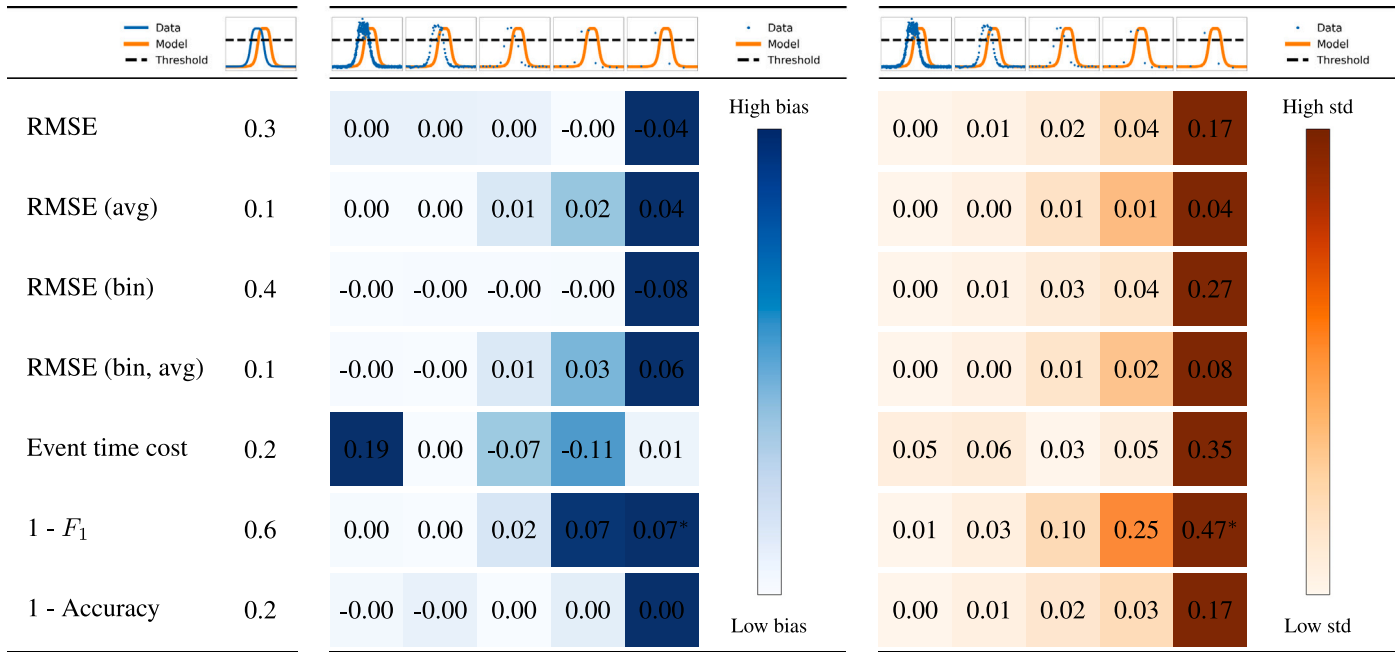 Data
Model
Threshold
Data
Model
Threshold
Data
Model
Threshold
RMSE 0.3 0.00 0.00 0.00 -0.00 -0.04 0.00 0.01 0.02 0.04 0.17
High bias
High std
RMSE (avg) 0.1 0.00 0.00 0.01 0.02 0.04 0.00 0.00 0.01 0.01 0.04
RMSE (bin) 0.4 -0.00 -0.00 -0.00 -0.00 -0.08 0.00 0.01 0.03 0.04 0.27
RMSE (bin, avg) 0.1 -0.00 -0.00 0.01 0.03 0.06 0.00 0.00 0.01 0.02 0.08
Event time cost 0.2 0.19 0.00 -0.07 -0.11 0.01 0.05 0.06 0.03 0.05 0.35
1 - F₁ 0.6 0.00 0.00 0.02 0.07 0.07* 0.01 0.03 0.10 0.25 0.47*
1 - Accuracy 0.2 -0.00 -0.00 0.00 0.00 0.00 0.00 0.01 0.02 0.03 0.17
Low bias
Low std